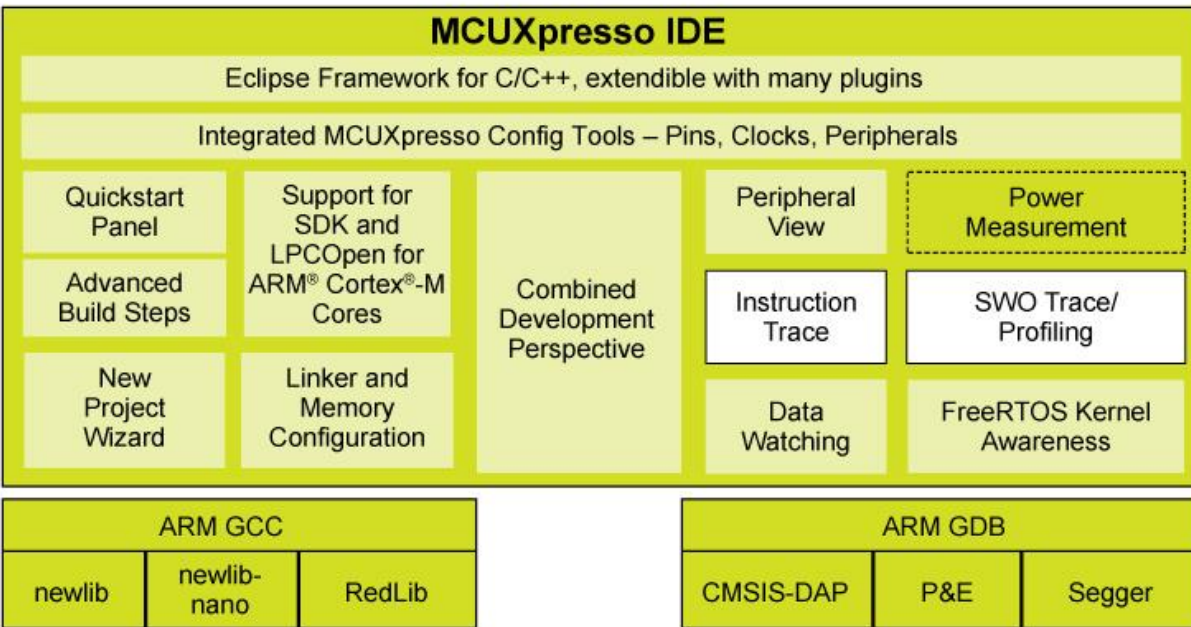 MCUXpresso IDE
Eclipse Framework for C/C++, extendible with many plugins
Integrated MCUXpresso Config Tools – Pins, Clocks, Peripherals
Quickstart
Panel
Advanced
Build Steps
New
Project
Wizard
Support for
SDK and
LPCOpen for
ARM® Cortex®-M
Cores
Linker and
Memory
Configuration
Combined
Development
Perspective
Peripheral
View
Instruction
Trace
Data
Watching
Power
Measurement
SWO Trace/
Profiling
FreeRTOS Kernel
Awareness
ARM GCC
newlib
newlib-
nano
RedLib
ARM GDB
CMSIS-DAP
P&E
Segger